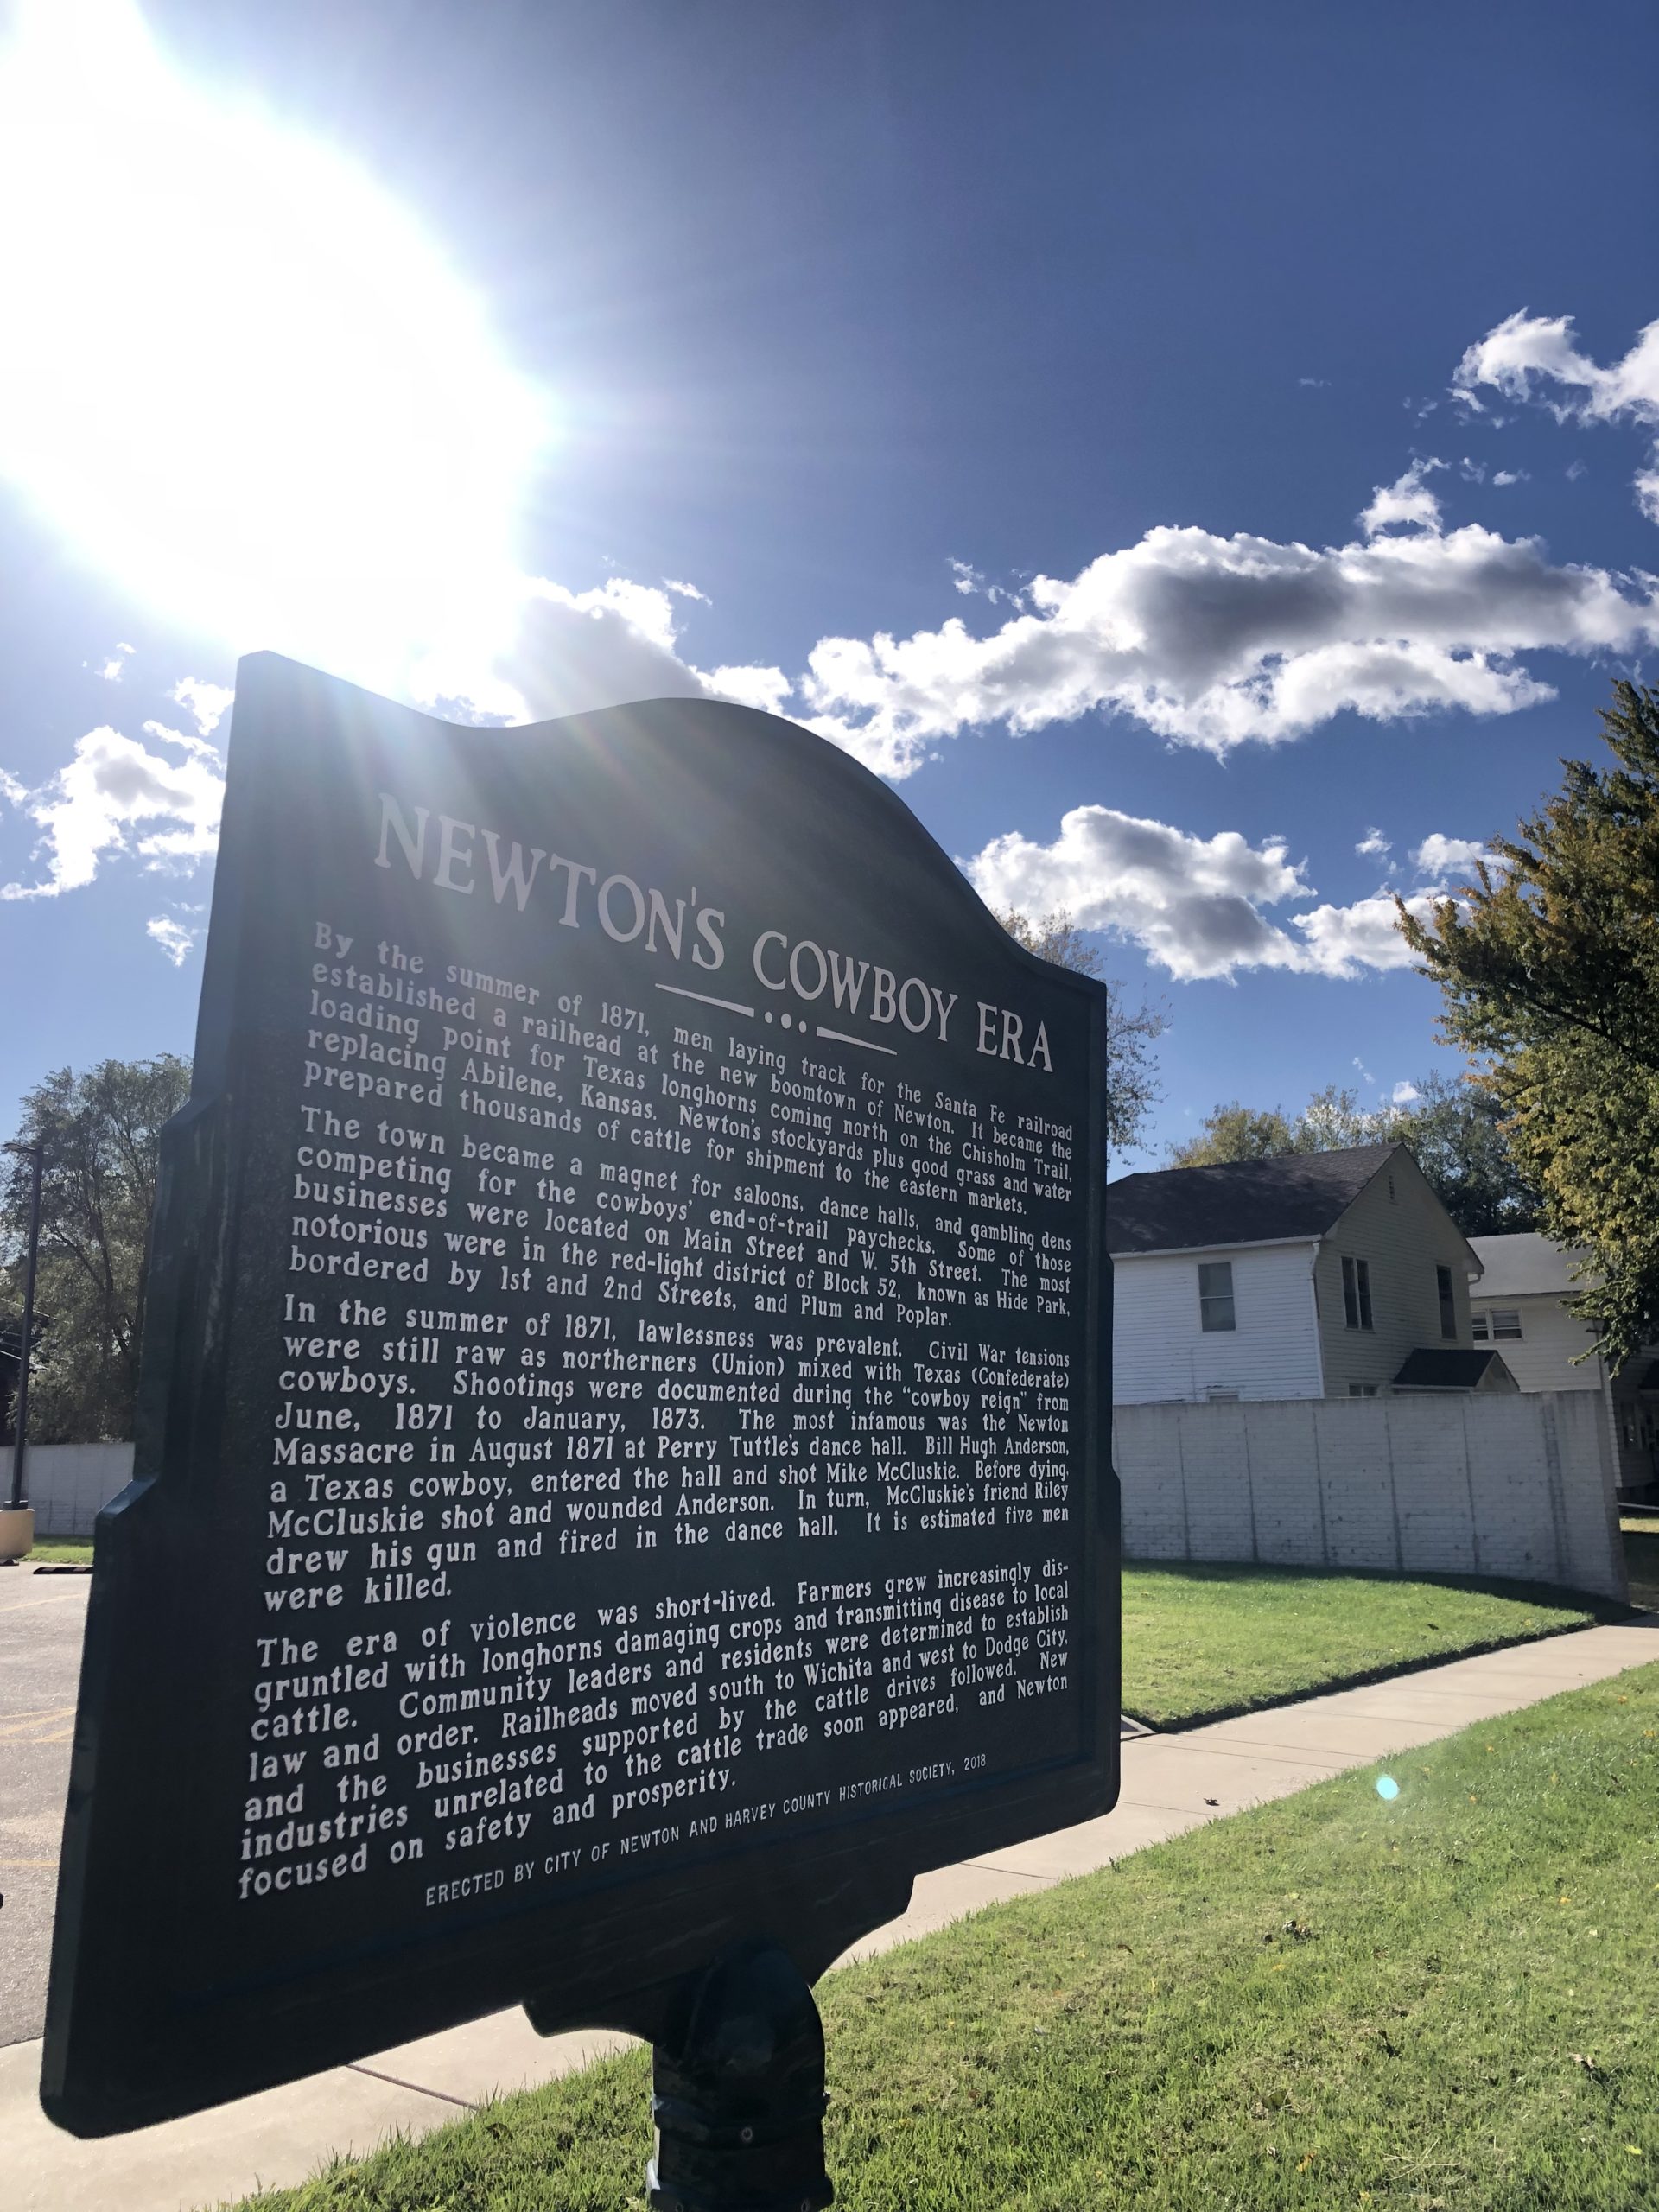 NEWTON'S COWBOY ERA
By the summer of 1871, men laying track for the Santa Fe railroad
established a railhead at the new boomtown of Newton. It became the
loading point for Texas longhorns coming north on the Chisholm Trail,
replacing Abilene, Kansas. Newton's stockyards plus good grass and water
prepared thousands of cattle for shipment to the eastern markets.
The town became a magnet for saloons, dance halls, and gambling dens
competing for the cowboys' end-of-trail paychecks. Some of those
businesses were located on Main Street and W. 5th Street. The most
notorious were in the red-light district of Block 52, known as Hide Park,
bordered by 1st and 2nd Streets, and Plum and Poplar.
In the summer of 1871, lawlessness was prevalent. Civil War tensions
were still raw as northerners (Union) mixed with Texas (Confederate)
cowboys. Shootings were documented during the "cowboy reign" from
June, 1871 to January, 1873. The most infamous was the Newton
Massacre in August 1871 at Perry Tuttle's dance hall. Bill Hugh Anderson,
a Texas cowboy, entered the hall and shot Mike McCluskie. Before dying,
McCluskie shot and wounded Anderson. In turn, McCluskie's friend Riley
drew his gun and fired in the dance hall. It is estimated five men
were killed.
The era of violence was short-lived. Farmers grew increasingly dis-
gruntled with longhorns damaging crops and transmitting disease to local
cattle. Community leaders and residents were determined to establish
law and order. Railheads moved south to Wichita and west to Dodge City,
and the businesses supported by the cattle drives followed. New
industries unrelated to the cattle trade soon appeared, and Newton
focused on safety and prosperity.
ERECTED BY CITY OF NEWTON AND HARVEY COUNTY HISTORICAL SOCIETY, 2018